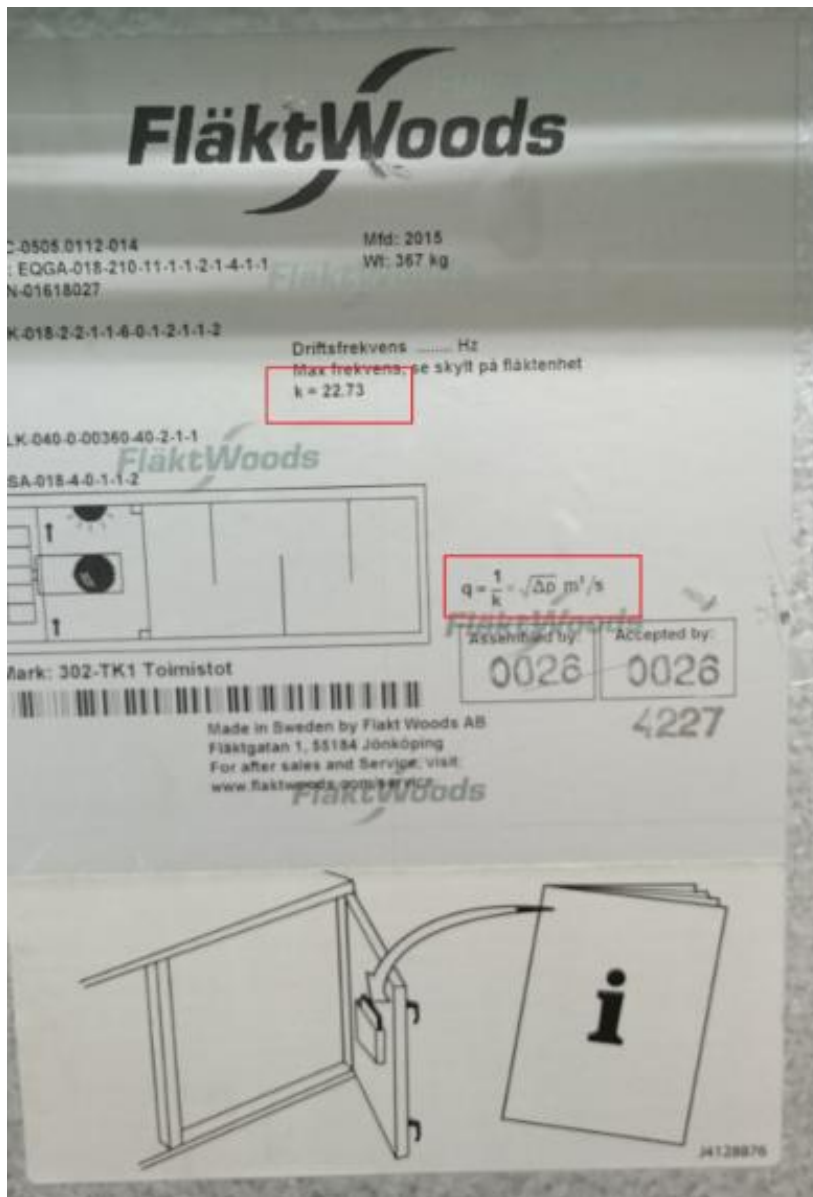 FläktWoods
C-0505.0112-014
Mfd: 2015
: EQGA-018-210-11-1-1-2-1-4-1-1
Wt: 367 kg
N-01618027
FläktWoods
K-018-2-2-1-1-6-0-1-2-1-1-2
Driftsfrekvens ........ Hz
Max frekvens, se skylt på fläktenhet
k = 22.73
LK-040-0-00360-40-2-1-1
FläktWoods
SA-018-4-0-1-1-2
q = 1/k · √Δp m³/s
FläktWoods
Assembled by:
Accepted by:
0026
0026
Mark: 302-TK1 Toimistot
4227
Made in Sweden by Flakt Woods AB
Fläktgatan 1, 55184 Jönköping
For after sales and Service, visit:
www.flaktwoods.com/service
FläktWoods
i
J4128876